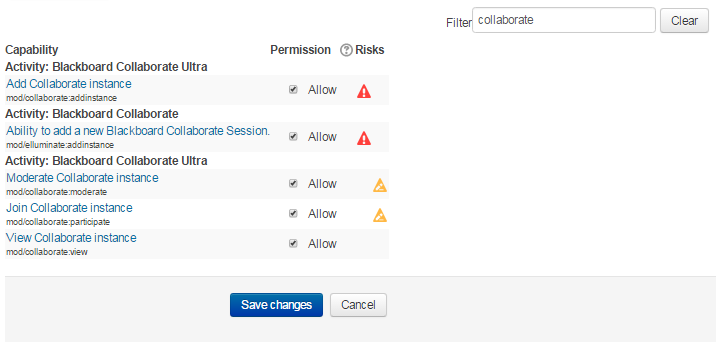 Filter collaborate Clear
Capability Permission Risks
Activity: Blackboard Collaborate Ultra
Add Collaborate instance Allow
mod/collaborate:addinstance
Activity: Blackboard Collaborate
Ability to add a new Blackboard Collaborate Session. Allow
mod/elluminate:addinstance
Activity: Blackboard Collaborate Ultra
Moderate Collaborate instance Allow
mod/collaborate:moderate
Join Collaborate instance Allow
mod/collaborate:participate
View Collaborate instance Allow
mod/collaborate:view
Save changes Cancel